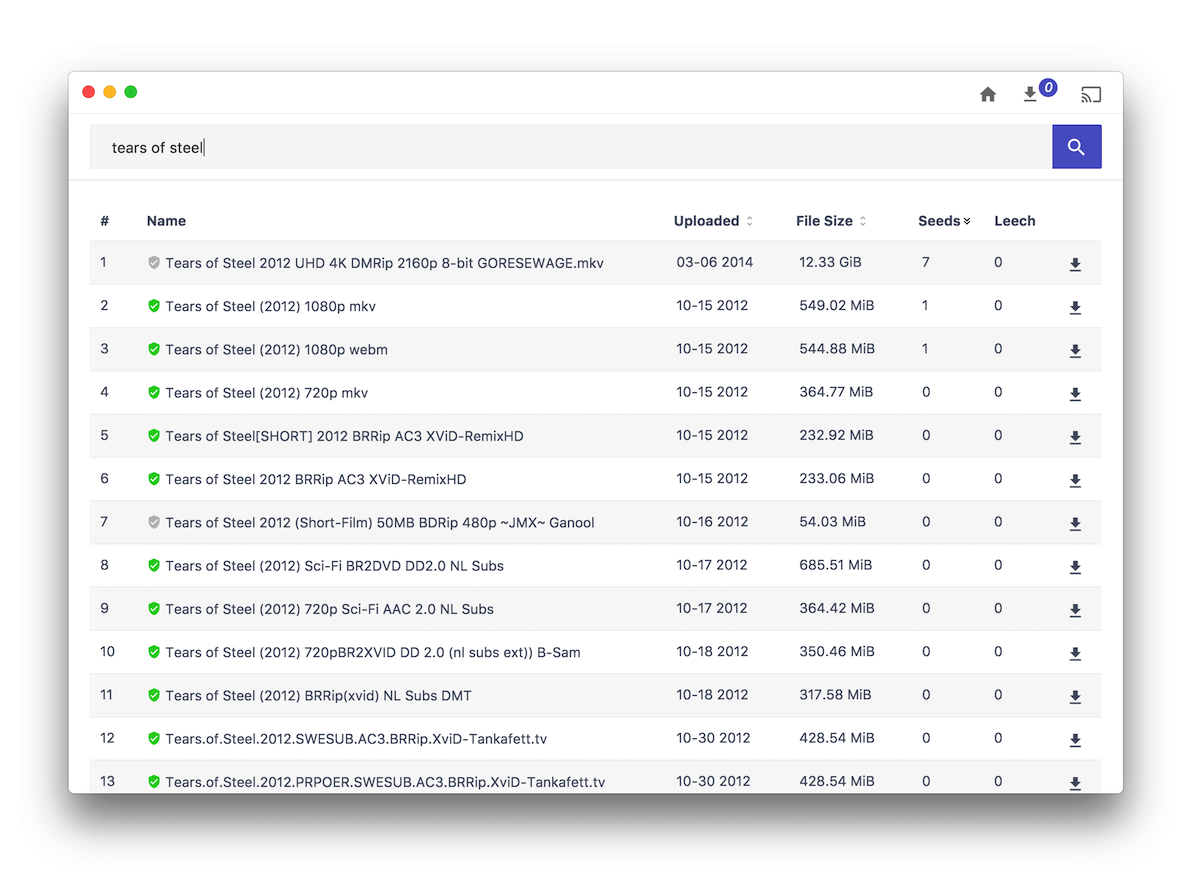 0
tears of steel
# Name Uploaded File Size Seeds Leech
1 Tears of Steel 2012 UHD 4K DMRip 2160p 8-bit GORESEWAGE.mkv 03-06 2014 12.33 GiB 7 0
2 Tears of Steel (2012) 1080p mkv 10-15 2012 549.02 MiB 1 0
3 Tears of Steel (2012) 1080p webm 10-15 2012 544.88 MiB 1 0
4 Tears of Steel (2012) 720p mkv 10-15 2012 364.77 MiB 0 0
5 Tears of Steel[SHORT] 2012 BRRip AC3 XViD-RemixHD 10-15 2012 232.92 MiB 0 0
6 Tears of Steel 2012 BRRip AC3 XViD-RemixHD 10-15 2012 233.06 MiB 0 0
7 Tears of Steel 2012 (Short-Film) 50MB BDRip 480p ~JMX~ Ganool 10-16 2012 54.03 MiB 0 0
8 Tears of Steel (2012) Sci-Fi BR2DVD DD2.0 NL Subs 10-17 2012 685.51 MiB 0 0
9 Tears of Steel (2012) 720p Sci-Fi AAC 2.0 NL Subs 10-17 2012 364.42 MiB 0 0
10 Tears of Steel (2012) 720pBR2XVID DD 2.0 (nl subs ext)) B-Sam 10-18 2012 350.46 MiB 0 0
11 Tears of Steel (2012) BRRip(xvid) NL Subs DMT 10-18 2012 317.58 MiB 0 0
12 Tears.of.Steel.2012.SWESUB.AC3.BRRip.XviD-Tankafett.tv 10-30 2012 428.54 MiB 0 0
13 Tears.of.Steel.2012.PRPOER.SWESUB.AC3.BRRip.XviD-Tankafett.tv 10-30 2012 428.54 MiB 0 0